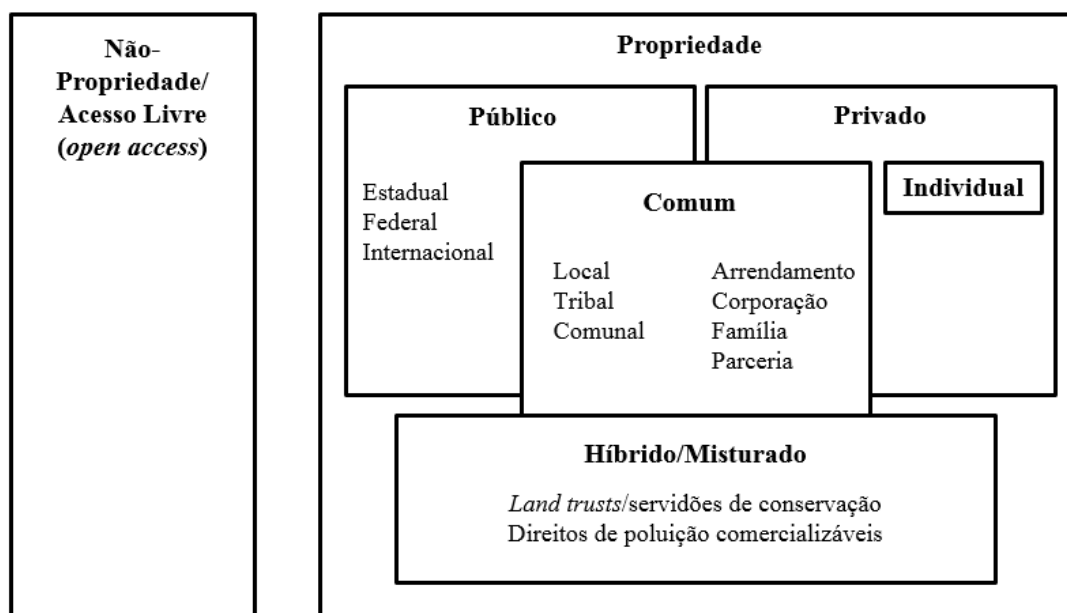 Não-
Propriedade/
Acesso Livre
(open access)
Propriedade
Público
Estadual
Federal
Internacional
Privado
Individual
Comum
Local
Tribal
Comunal
Arrendamento
Corporação
Família
Parceria
Híbrido/Misturado
Land trusts/servidões de conservação
Direitos de poluição comercializáveis